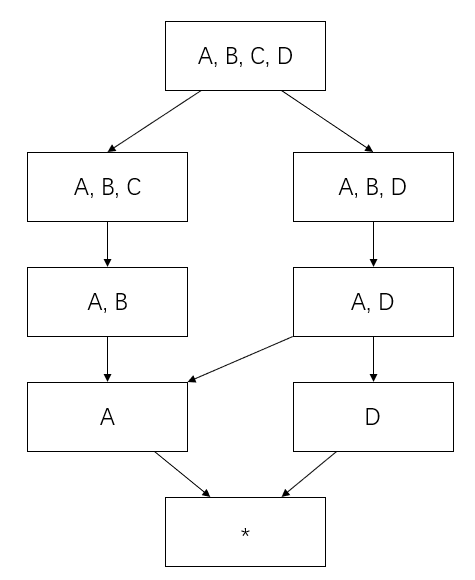 A, B, C, D
A, B, C
A, B, D
A, B
A, D
A
D
*